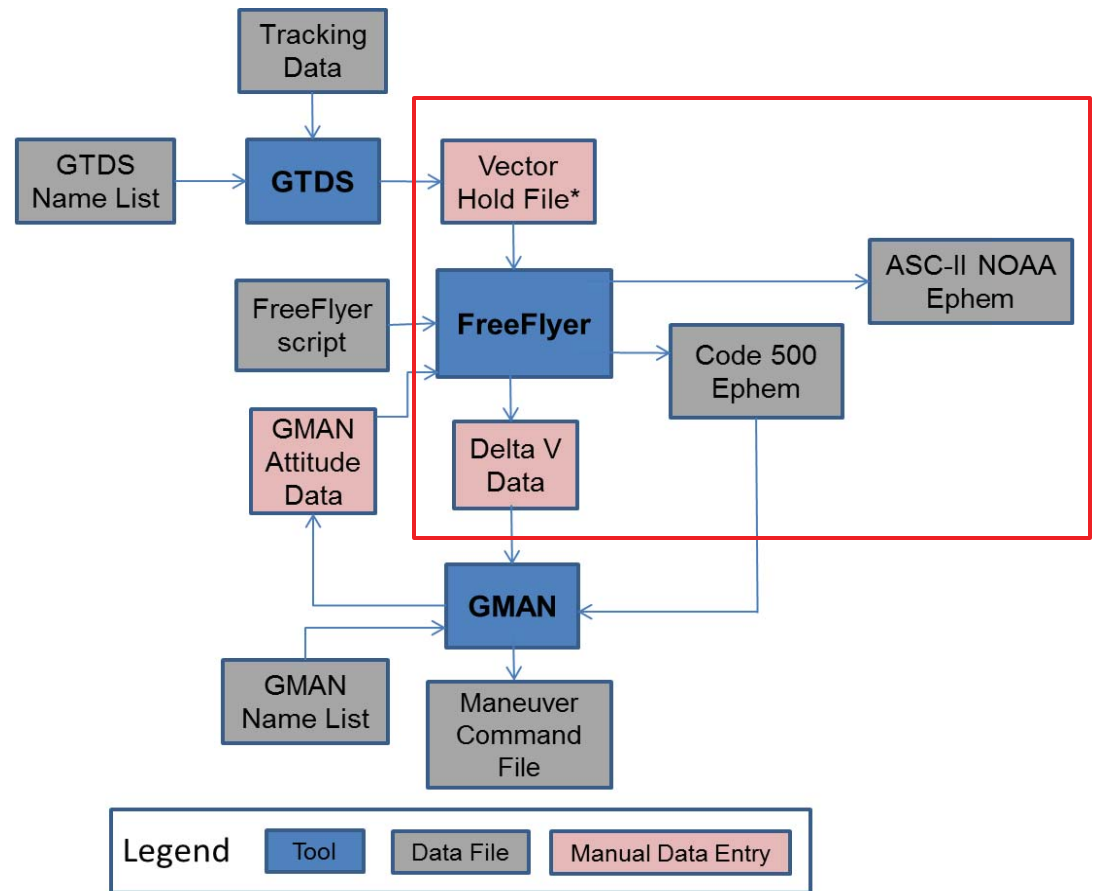 Tracking
Data
GTDS
Name List
GTDS
Vector
Hold File*
FreeFlyer
script
FreeFlyer
ASC-II NOAA
Ephem
Code 500
Ephem
GMAN
Attitude
Data
Delta V
Data
GMAN
GMAN
Name List
Maneuver
Command
File
Legend
Tool
Data File
Manual Data Entry